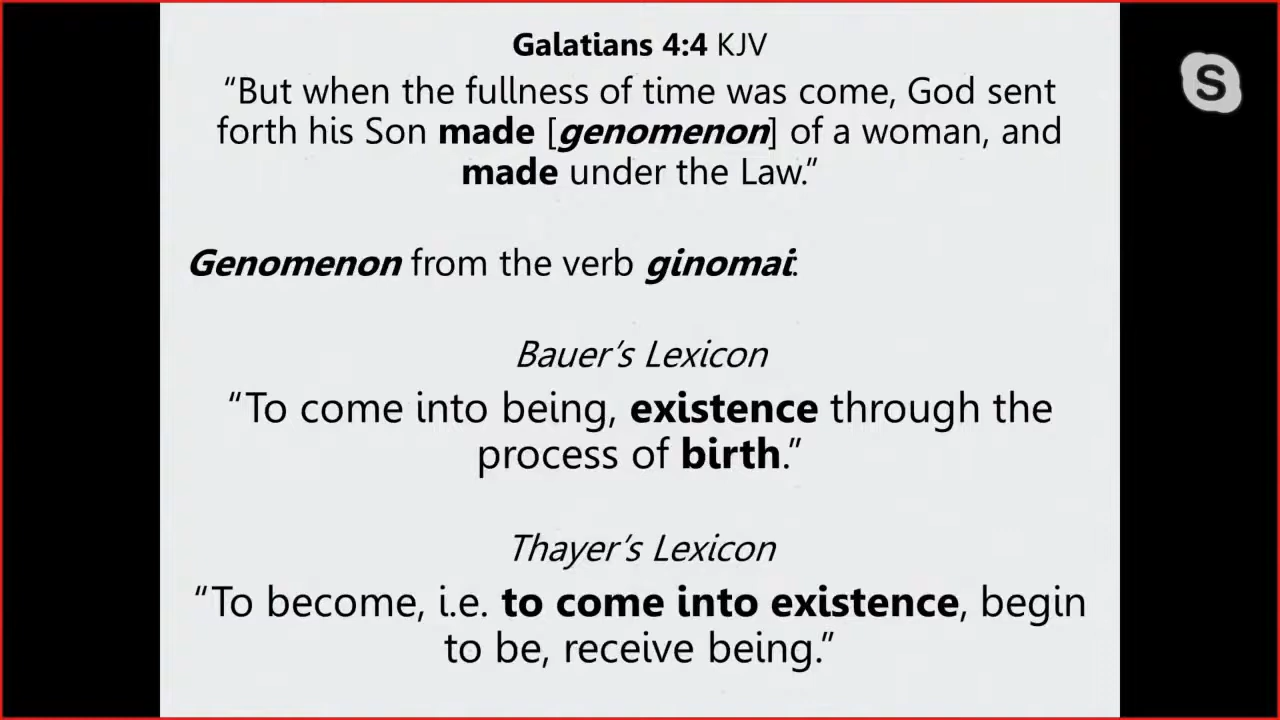 Galatians 4:4 KJV
“But when the fullness of time was come, God sent
forth his Son made [genomenon] of a woman, and
made under the Law.”
Genomenon from the verb ginomai:
Bauer’s Lexicon
“To come into being, existence through the
process of birth.”
Thayer’s Lexicon
“To become, i.e. to come into existence, begin
to be, receive being.”
S